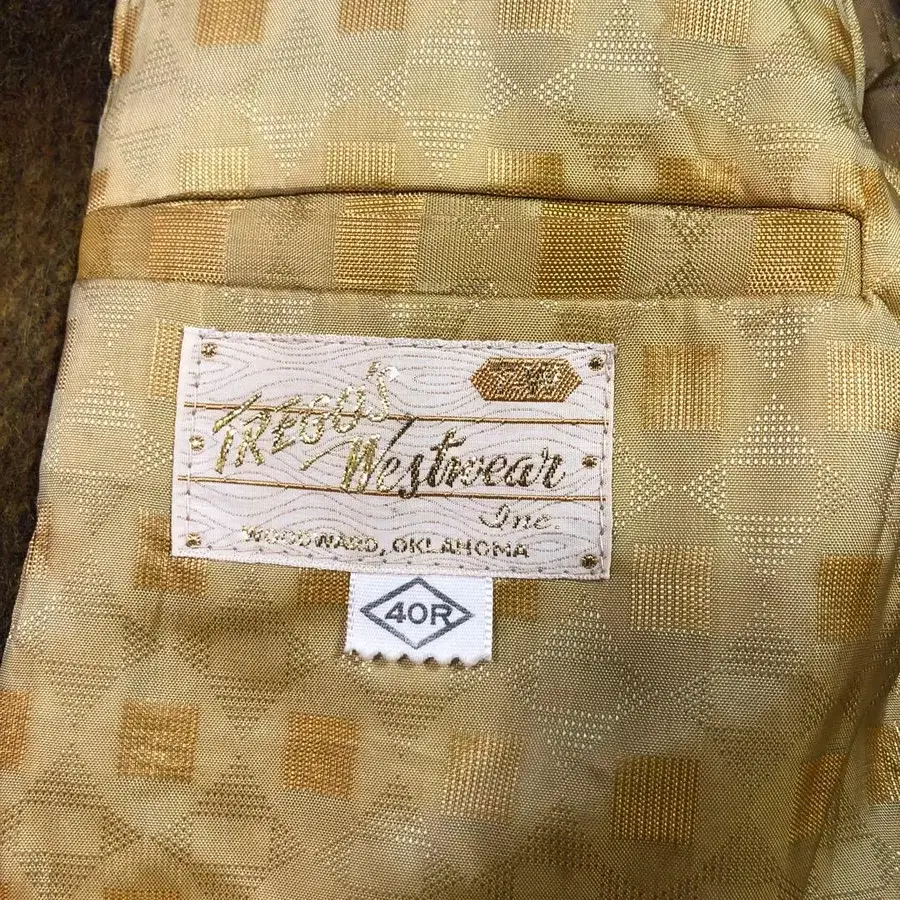 TREGO'S
Westwear
Inc.
WOODWARD, OKLAHOMA
40R